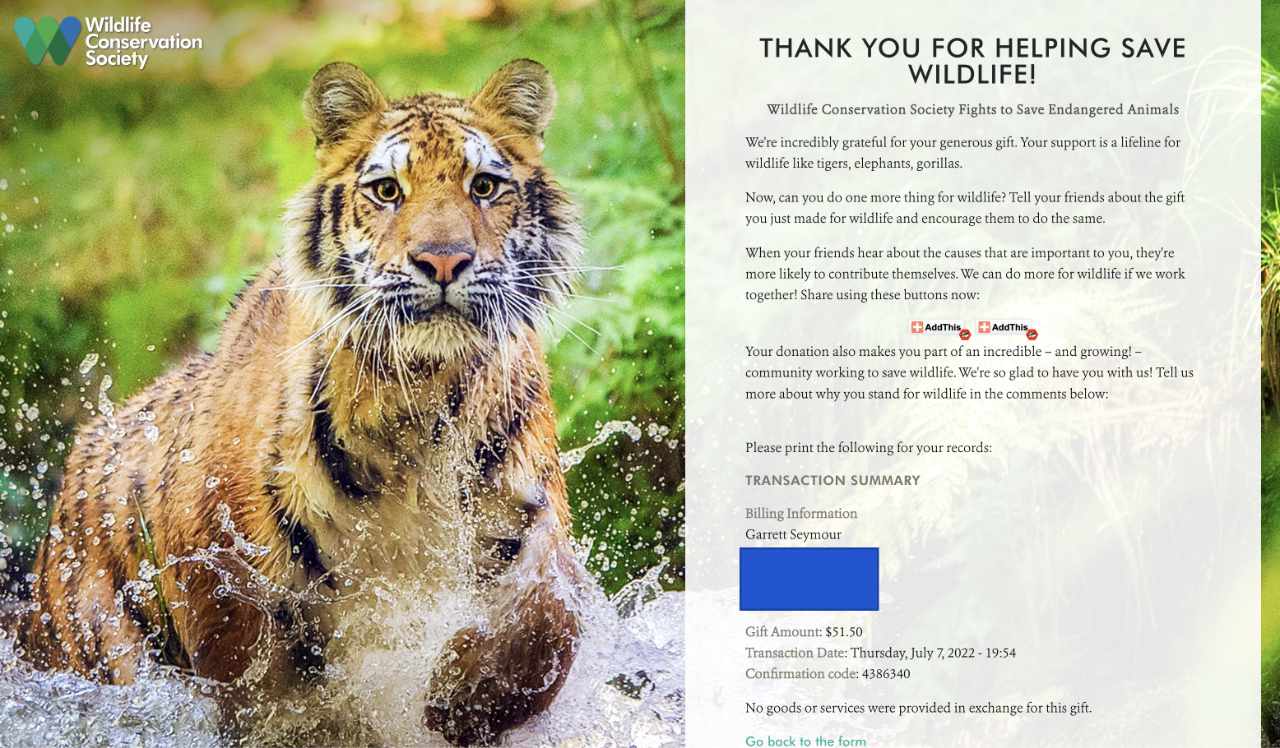 Wildlife
Conservation
Society
THANK YOU FOR HELPING SAVE
WILDLIFE!
Wildlife Conservation Society Fights to Save Endangered Animals
We're incredibly grateful for your generous gift. Your support is a lifeline for
wildlife like tigers, elephants, gorillas.
Now, can you do one more thing for wildlife? Tell your friends about the gift
you just made for wildlife and encourage them to do the same.
When your friends hear about the causes that are important to you, they're
more likely to contribute themselves. We can do more for wildlife if we work
together! Share using these buttons now:
AddThis AddThis
Your donation also makes you part of an incredible – and growing! –
community working to save wildlife. We're so glad to have you with us! Tell us
more about why you stand for wildlife in the comments below:
Please print the following for your records:
TRANSACTION SUMMARY
Billing Information
Garrett Seymour
Gift Amount: $51.50
Transaction Date: Thursday, July 7, 2022 - 19:54
Confirmation code: 4386340
No goods or services were provided in exchange for this gift.
Go back to the form